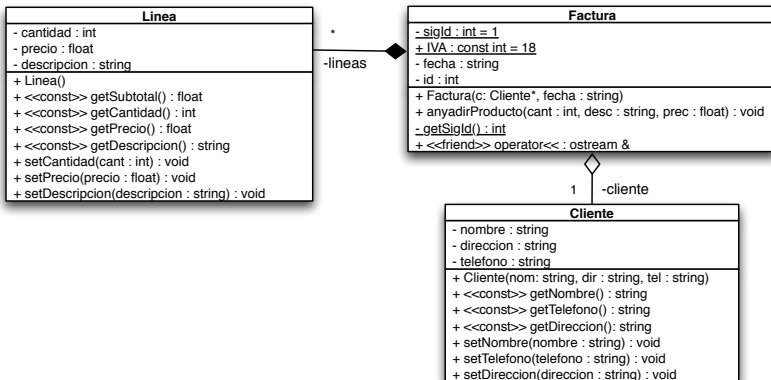 Linea
- cantidad : int
- precio : float
- descripcion : string
+ Linea()
+ <<const>> getSubtotal() : float
+ <<const>> getCantidad() : int
+ <<const>> getPrecio() : float
+ <<const>> getDescripcion() : string
+ setCantidad(cant : int) : void
+ setPrecio(precio : float) : void
+ setDescripcion(descripcion : string) : void
*
-lineas
Factura
- sigId : int = 1
+ IVA : const int = 18
- fecha : string
- id : int
+ Factura(c: Cliente*, fecha : string)
+ anyadirProducto(cant : int, desc : string, prec : float) : void
- getSigId() : int
+ <<friend>> operator<< : ostream &
1 -cliente
Cliente
- nombre : string
- direccion : string
- telefono : string
+ Cliente(nom: string, dir : string, tel : string)
+ <<const>> getNombre() : string
+ <<const>> getTelefono() : string
+ <<const>> getDireccion(): string
+ setNombre(nombre : string) : void
+ setTelefono(telefono : string) : void
+ setDireccion(direccion : string) : void